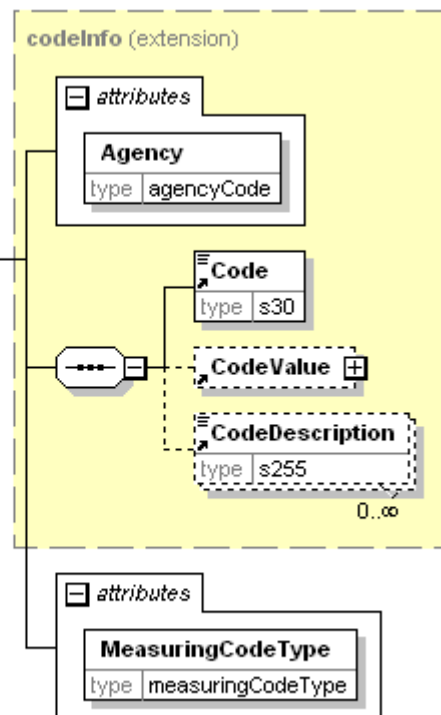 codeInfo (extension)
attributes
Agency
type agencyCode
Code
type s30
CodeValue
CodeDescription
type s255
0..∞
attributes
MeasuringCodeType
type measuringCodeType